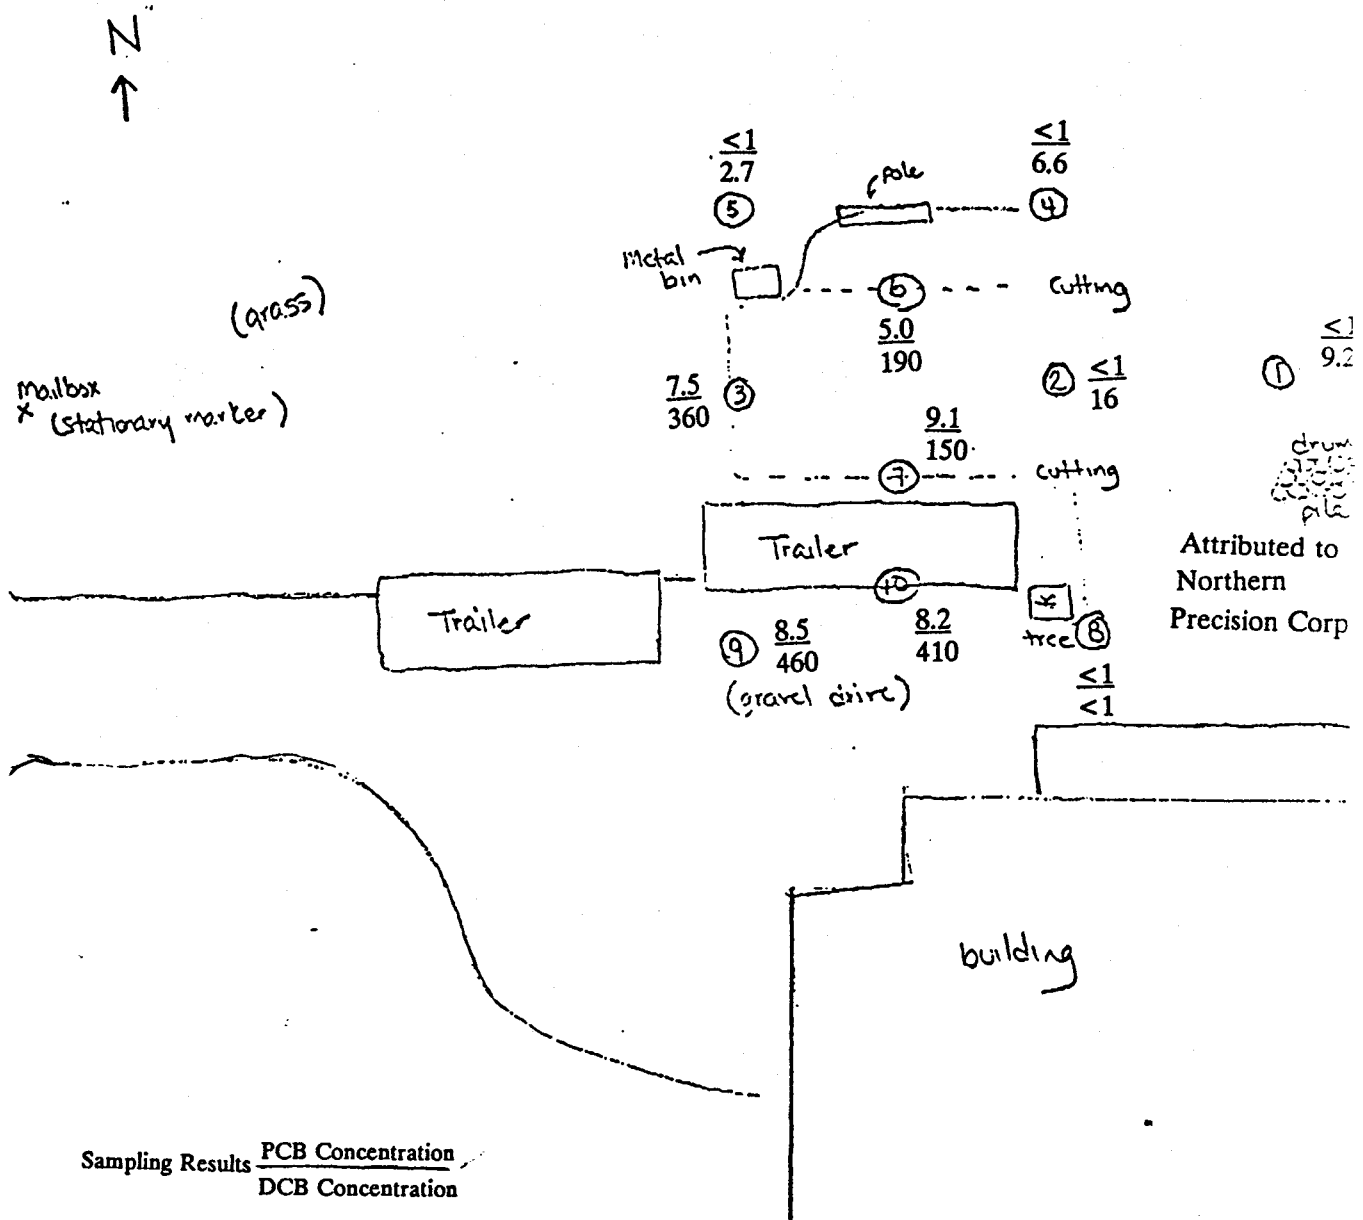 N
<1
2.7
5
pole
<1
6.6
4
Metal
bin
6
cutting
5.0
190
(grass)
mailbox
x (stationary marker)
7.5
360
3
2
<1
16
1
<1
9.2
9.1
150
7
cutting
drum
pile
Trailer
Attributed to
Northern
Precision Corp
Trailer
10
tree
8
9
8.5
460
8.2
410
(gravel drive)
<1
<1
building
Sampling Results PCB Concentration
DCB Concentration